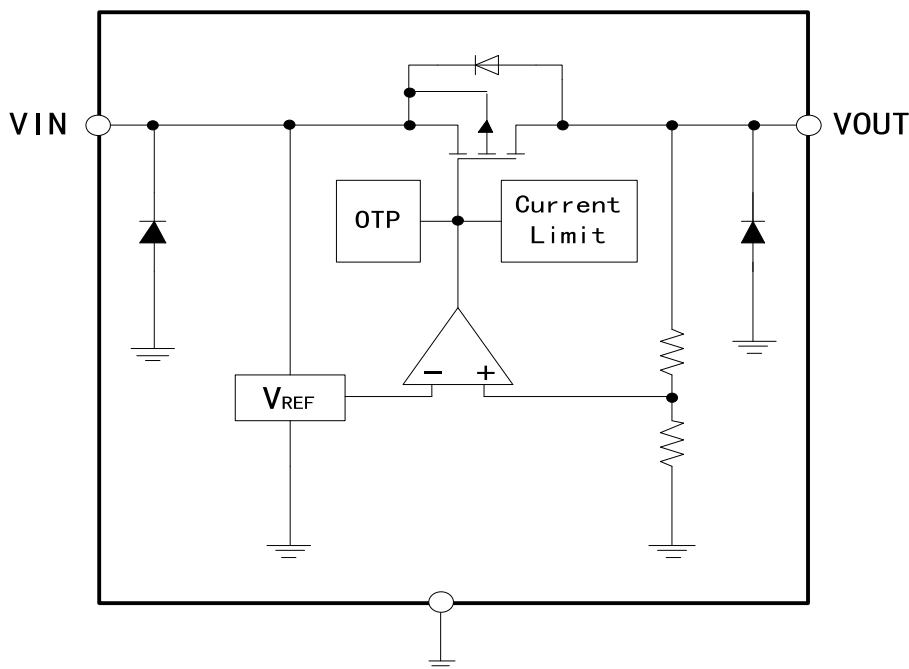 VIN
VOUT
OTP
Current
Limit
− +
VREF